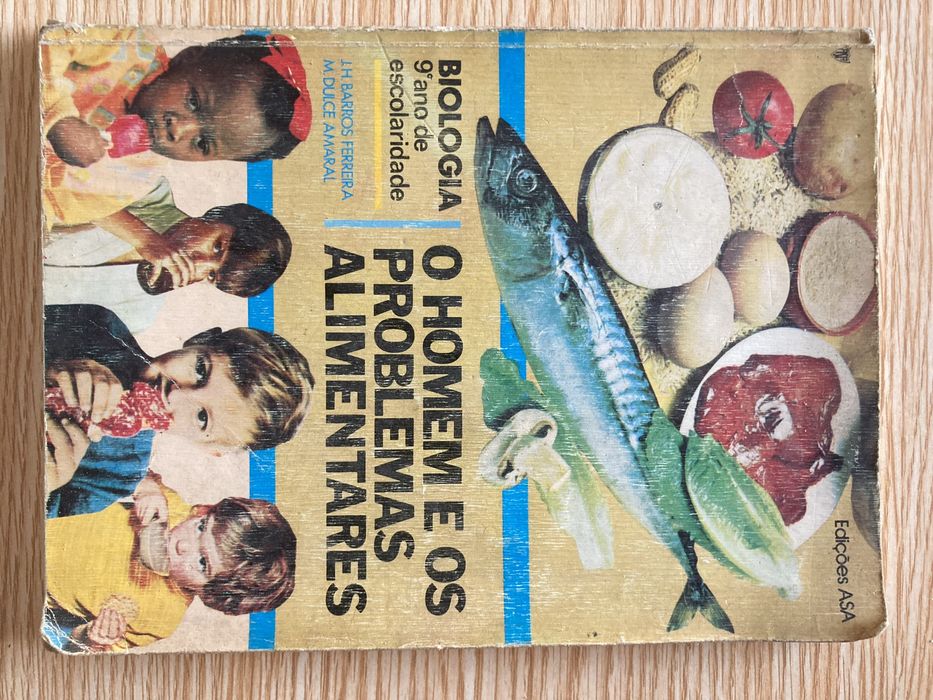 Edições ASA
BIOLOGIA
9º ano de
escolaridade
J.H. BARROS FERREIRA
M. DULCE AMARAL
O HOMEM E OS
PROBLEMAS
ALIMENTARES